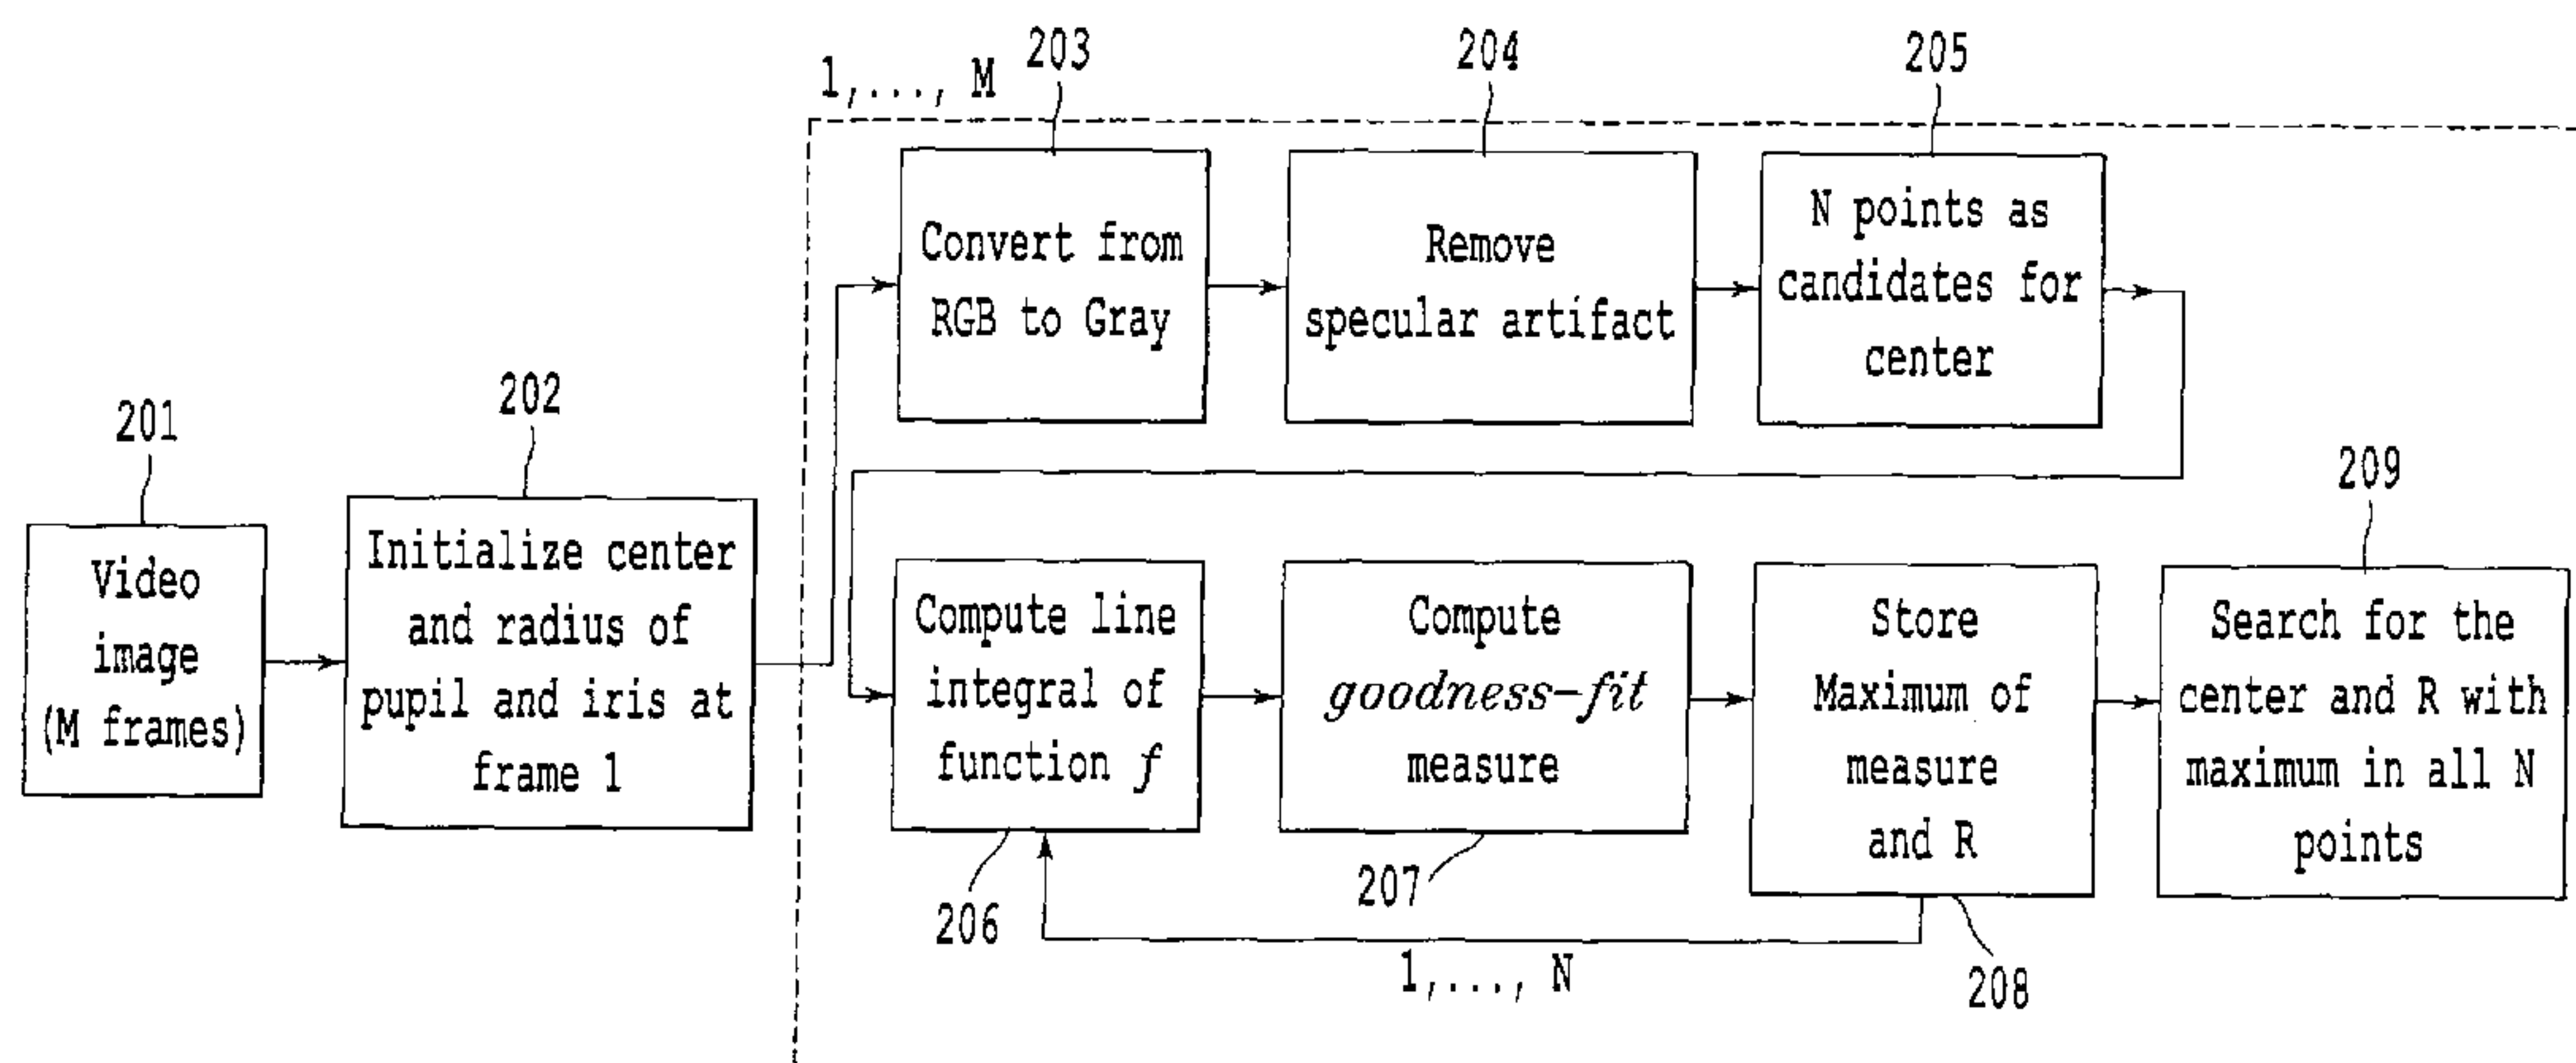 1,..., M
203
204
205
Convert from
RGB to Gray
Remove
specular artifact
N points as
candidates for
center
201
202
Video
image
(M frames)
Initialize center
and radius of
pupil and iris at
frame 1
209
Compute line
integral of
function f
Compute
goodness-fit
measure
Store
Maximum of
measure
and R
Search for the
center and R with
maximum in all N
points
206
207
208
1,..., N